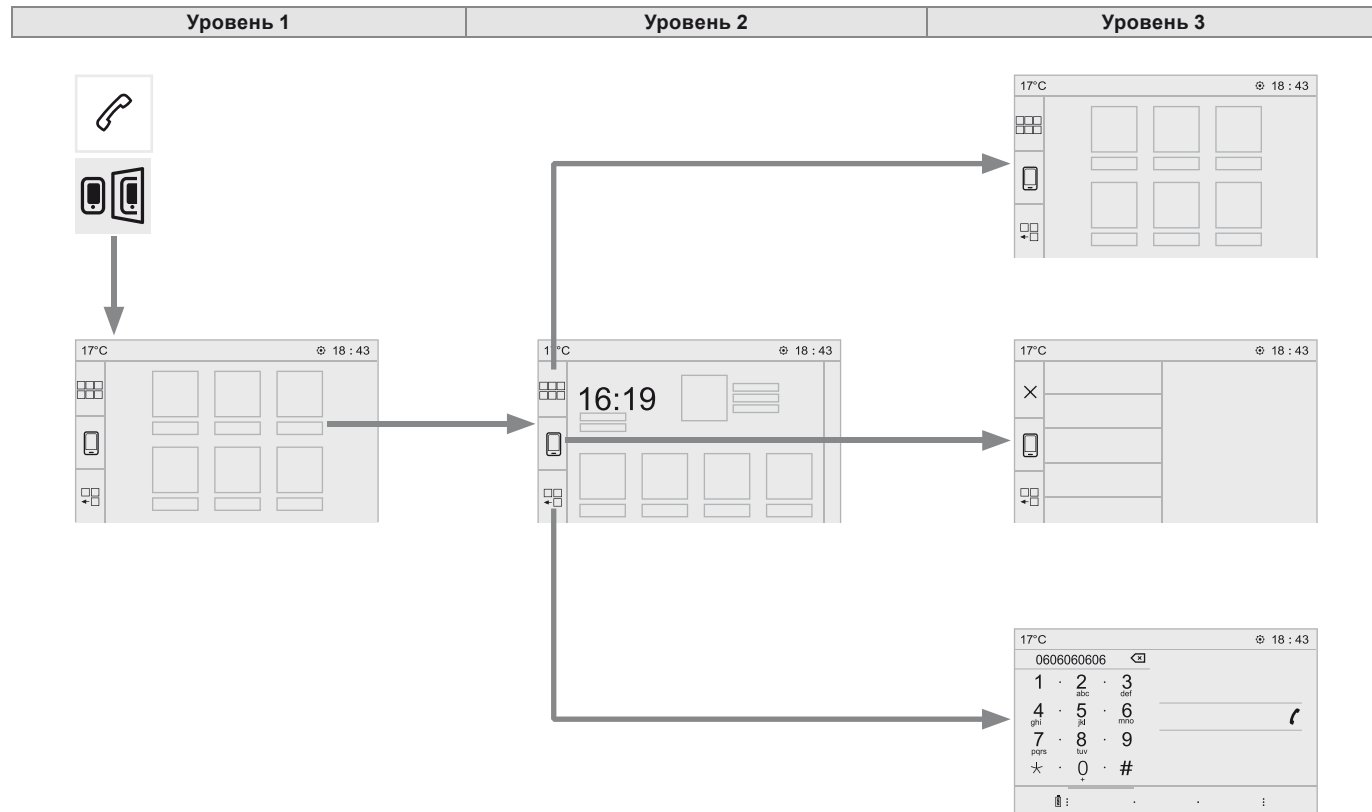 Уровень 1
Уровень 2
Уровень 3
17°C 18 : 43
17°C 18 : 43
17°C 18 : 43
16:19
17°C 18 : 43
17°C 18 : 43
0606060606
1 · 2 · 3
abc def
4 · 5 · 6
ghi jkl mno
7 · 8 · 9
pqrs tuv
* · 0 · #
+